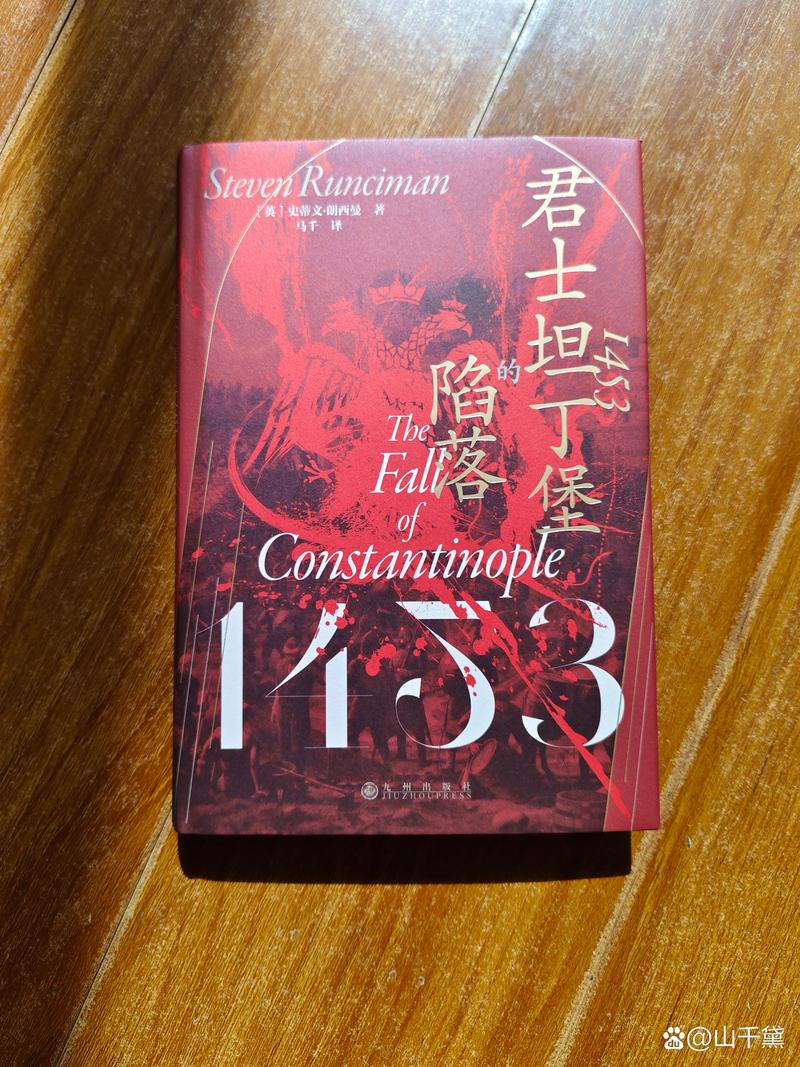 Steven Runciman
[英]史蒂文·朗西曼 著
马千 译
君士坦丁堡
的
陷落
1453
The
Fall
of
Constantinople
1453
九州出版社
JIUZHOUPRESS
du @山千黛